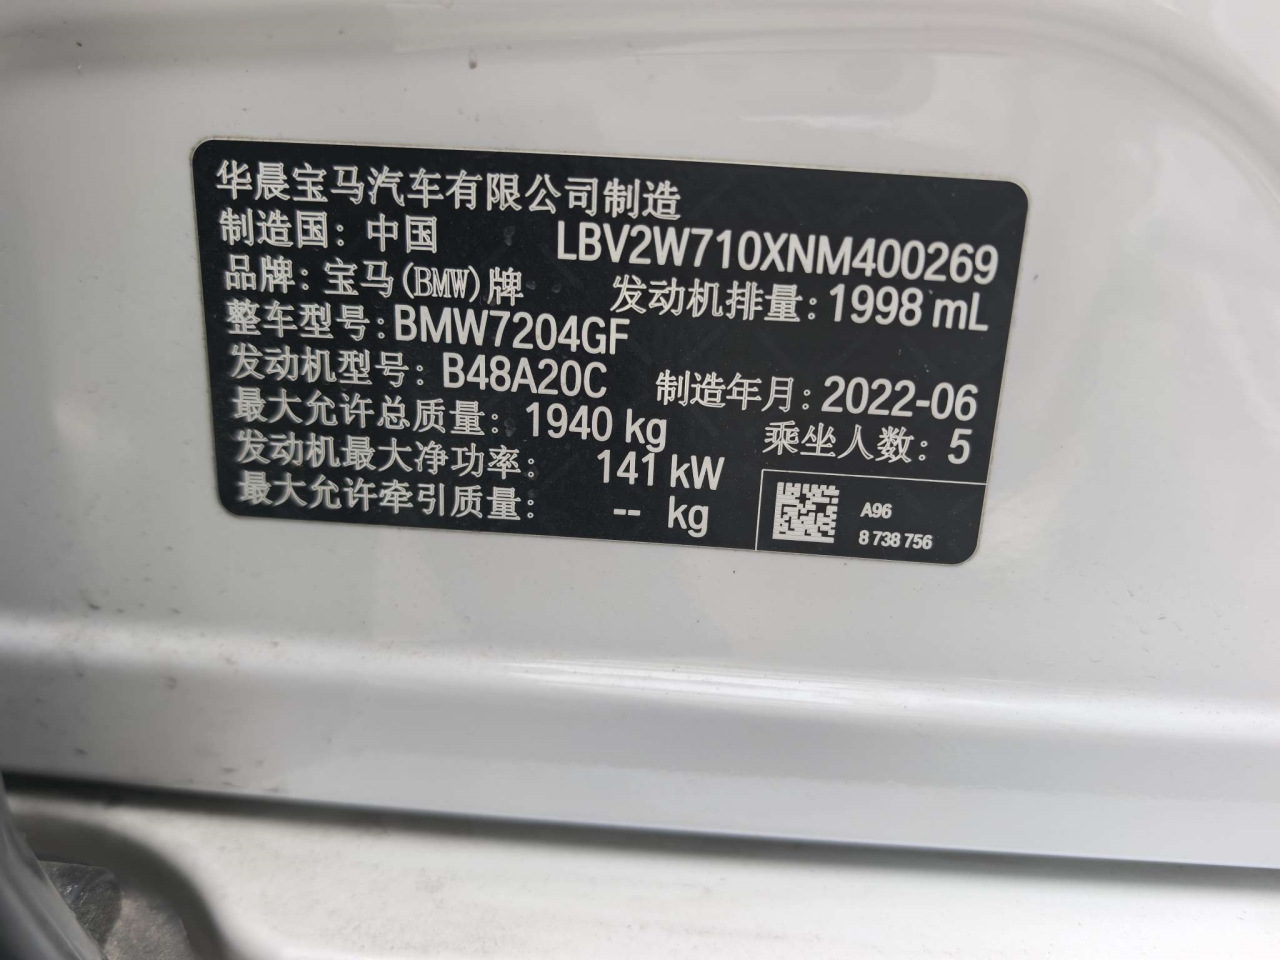 华晨宝马汽车有限公司制造
制造国：中国 LBV2W710XNM400269
品牌：宝马(BMW)牌 发动机排量：1998 mL
整车型号：BMW7204GF
发动机型号：B48A20C 制造年月：2022-06
最大允许总质量：1940 kg 乘坐人数：5
发动机最大净功率： 141 kW
最大允许牵引质量： -- kg
A96
8 738 756